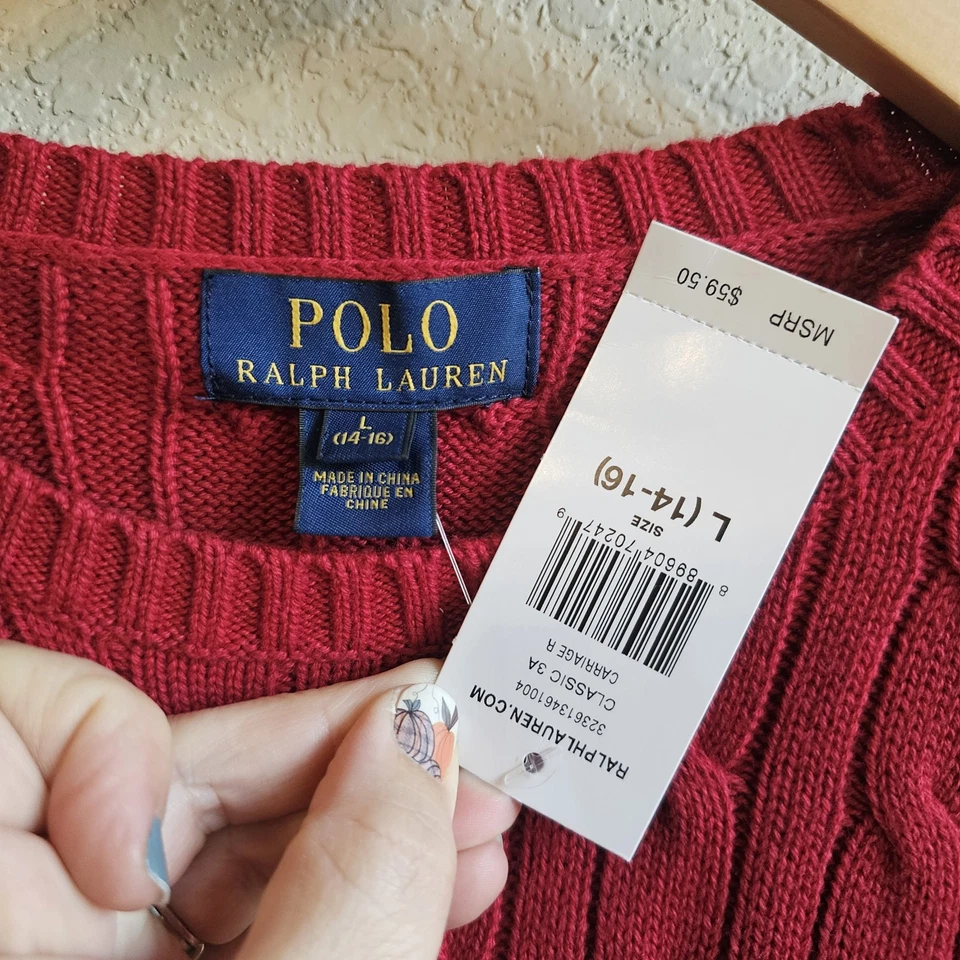 POLO
RALPH LAUREN
L
(14-16)
MADE IN CHINA
FABRIQUE EN
CHINE
RALPHLAUREN.COM
323613461004
CLASSIC 3A
CARRIAGE R
8 89604 70247 9
SIZE
L (14-16)
MSRP
$59.50